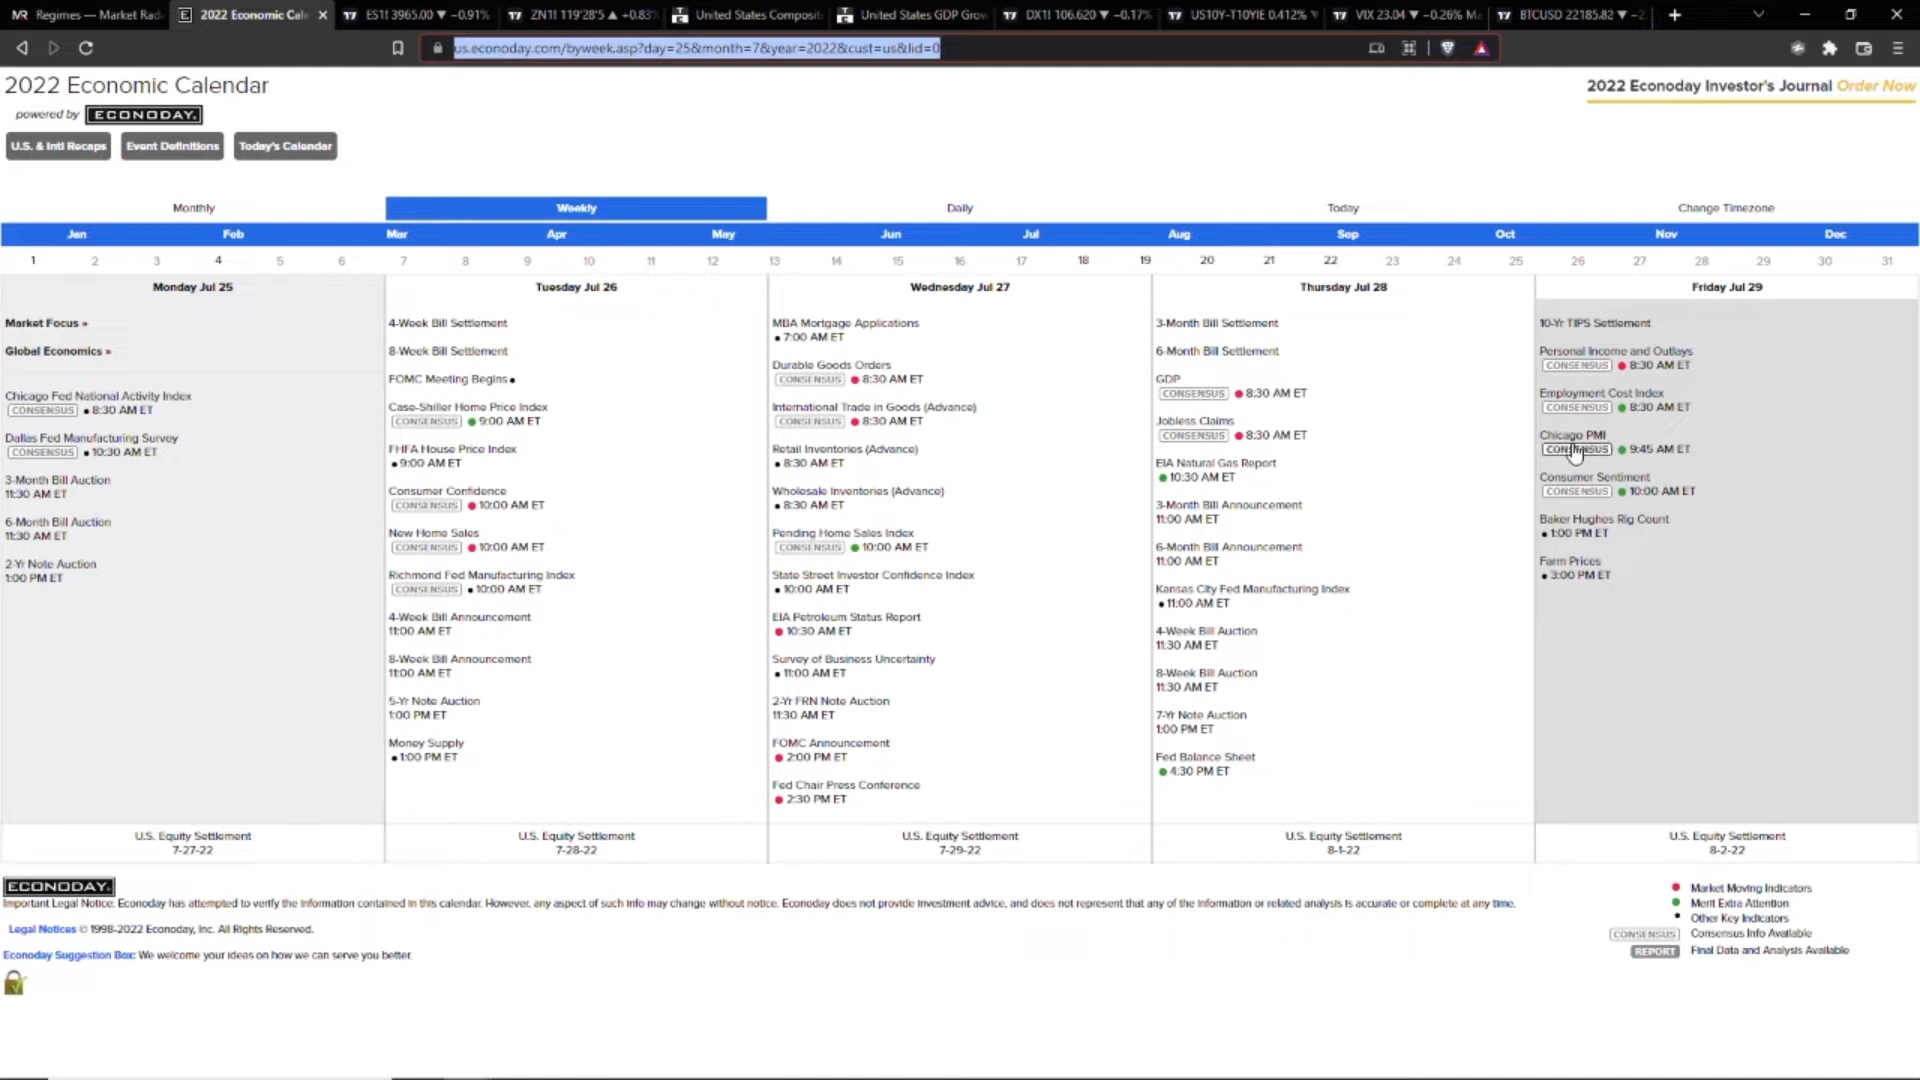 Regimes — Market Rad
2022 Economic Cale
ES1! 3965.00 ▼ −0.91%
ZN1! 119'28'5 ▲ +0.83%
United States Composit
United States GDP Grow
DX1! 106.620 ▼ −0.17%
US10Y-T10YIE 0.412%
VIX 23.04 ▼ −0.26%
BTCUSD 22185.82 ▼ −2
us.econoday.com/byweek.asp?day=25&month=7&year=2022&cust=us&lid=0
2022 Economic Calendar
2022 Econoday Investor's Journal Order Now
powered by ECONODAY.
U.S. & Intl Recaps
Event Definitions
Today's Calendar
Monthly
Weekly
Daily
Today
Change Timezone
Jan Feb Mar Apr May Jun Jul Aug Sep Oct Nov Dec
1 2 3 4 5 6 7 8 9 10 11 12 13 14 15 16 17 18 19 20 21 22 23 24 25 26 27 28 29 30 31
Monday Jul 25
Market Focus »
Global Economics »
Chicago Fed National Activity Index
CONSENSUS • 8:30 AM ET
Dallas Fed Manufacturing Survey
CONSENSUS • 10:30 AM ET
3-Month Bill Auction
11:30 AM ET
6-Month Bill Auction
11:30 AM ET
2-Yr Note Auction
1:00 PM ET
U.S. Equity Settlement
7-27-22
Tuesday Jul 26
4-Week Bill Settlement
8-Week Bill Settlement
FOMC Meeting Begins •
Case-Shiller Home Price Index
CONSENSUS • 9:00 AM ET
FHFA House Price Index
• 9:00 AM ET
Consumer Confidence
CONSENSUS • 10:00 AM ET
New Home Sales
CONSENSUS • 10:00 AM ET
Richmond Fed Manufacturing Index
CONSENSUS • 10:00 AM ET
4-Week Bill Announcement
11:00 AM ET
8-Week Bill Announcement
11:00 AM ET
5-Yr Note Auction
1:00 PM ET
Money Supply
• 1:00 PM ET
U.S. Equity Settlement
7-28-22
Wednesday Jul 27
MBA Mortgage Applications
• 7:00 AM ET
Durable Goods Orders
CONSENSUS • 8:30 AM ET
International Trade in Goods (Advance)
CONSENSUS • 8:30 AM ET
Retail Inventories (Advance)
• 8:30 AM ET
Wholesale Inventories (Advance)
• 8:30 AM ET
Pending Home Sales Index
CONSENSUS • 10:00 AM ET
State Street Investor Confidence Index
• 10:00 AM ET
EIA Petroleum Status Report
• 10:30 AM ET
Survey of Business Uncertainty
• 11:00 AM ET
2-Yr FRN Note Auction
11:30 AM ET
FOMC Announcement
• 2:00 PM ET
Fed Chair Press Conference
• 2:30 PM ET
U.S. Equity Settlement
7-29-22
Thursday Jul 28
3-Month Bill Settlement
6-Month Bill Settlement
GDP
CONSENSUS • 8:30 AM ET
Jobless Claims
CONSENSUS • 8:30 AM ET
EIA Natural Gas Report
• 10:30 AM ET
3-Month Bill Announcement
11:00 AM ET
6-Month Bill Announcement
11:00 AM ET
Kansas City Fed Manufacturing Index
• 11:00 AM ET
4-Week Bill Auction
11:30 AM ET
8-Week Bill Auction
11:30 AM ET
7-Yr Note Auction
1:00 PM ET
Fed Balance Sheet
• 4:30 PM ET
U.S. Equity Settlement
8-1-22
Friday Jul 29
10-Yr TIPS Settlement
Personal Income and Outlays
CONSENSUS • 8:30 AM ET
Employment Cost Index
CONSENSUS • 8:30 AM ET
Chicago PMI
CONSENSUS • 9:45 AM ET
Consumer Sentiment
CONSENSUS • 10:00 AM ET
Baker Hughes Rig Count
• 1:00 PM ET
Farm Prices
• 3:00 PM ET
U.S. Equity Settlement
8-2-22
ECONODAY.
Important Legal Notice: Econoday has attempted to verify the information contained in this calendar. However, any aspect of such info may change without notice. Econoday does not provide investment advice, and does not represent that any of the information or related analysis is accurate or complete at any time.
Legal Notices © 1998-2022 Econoday, Inc. All Rights Reserved.
Econoday Suggestion Box: We welcome your ideas on how we can serve you better.
• Market Moving Indicators
• Merit Extra Attention
• Other Key Indicators
CONSENSUS Consensus Info Available
REPORT Final Data and Analysis Available